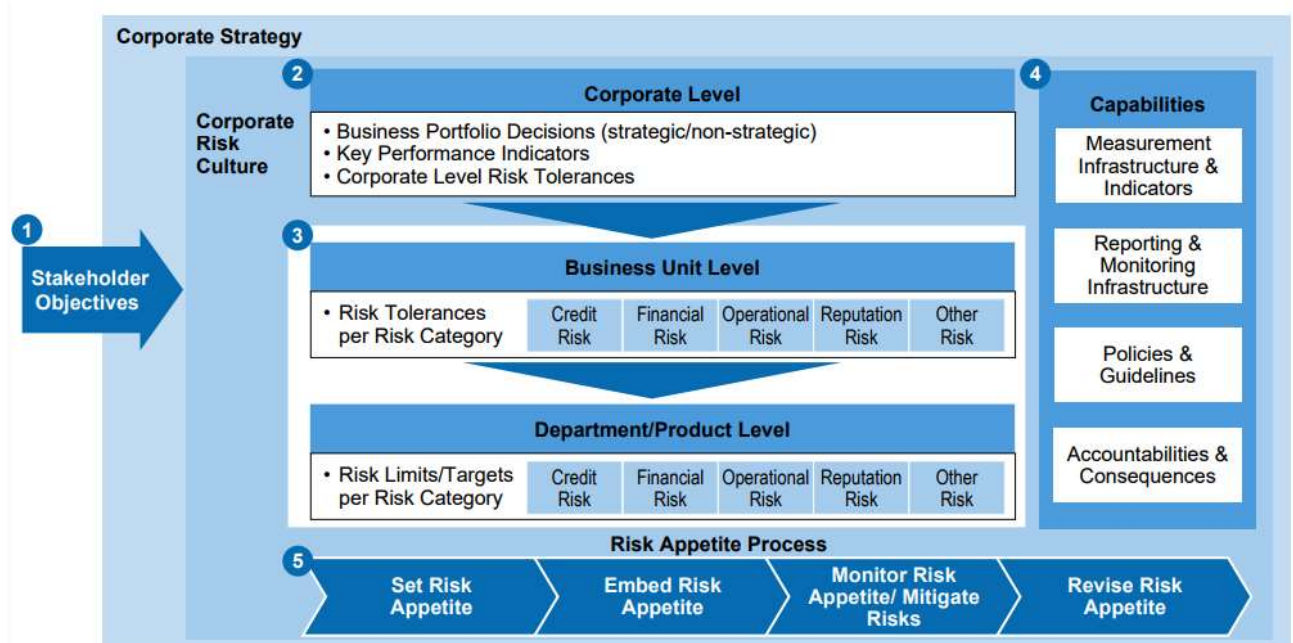 Corporate Strategy
1
Stakeholder
Objectives
Corporate
Risk
Culture
2
Corporate Level
• Business Portfolio Decisions (strategic/non-strategic)
• Key Performance Indicators
• Corporate Level Risk Tolerances
3
Business Unit Level
• Risk Tolerances
per Risk Category
Credit
Risk
Financial
Risk
Operational
Risk
Reputation
Risk
Other
Risk
Department/Product Level
• Risk Limits/Targets
per Risk Category
Credit
Risk
Financial
Risk
Operational
Risk
Reputation
Risk
Other
Risk
4
Capabilities
Measurement
Infrastructure &
Indicators
Reporting &
Monitoring
Infrastructure
Policies &
Guidelines
Accountabilities &
Consequences
Risk Appetite Process
5
Set Risk
Appetite
Embed Risk
Appetite
Monitor Risk
Appetite/ Mitigate
Risks
Revise Risk
Appetite